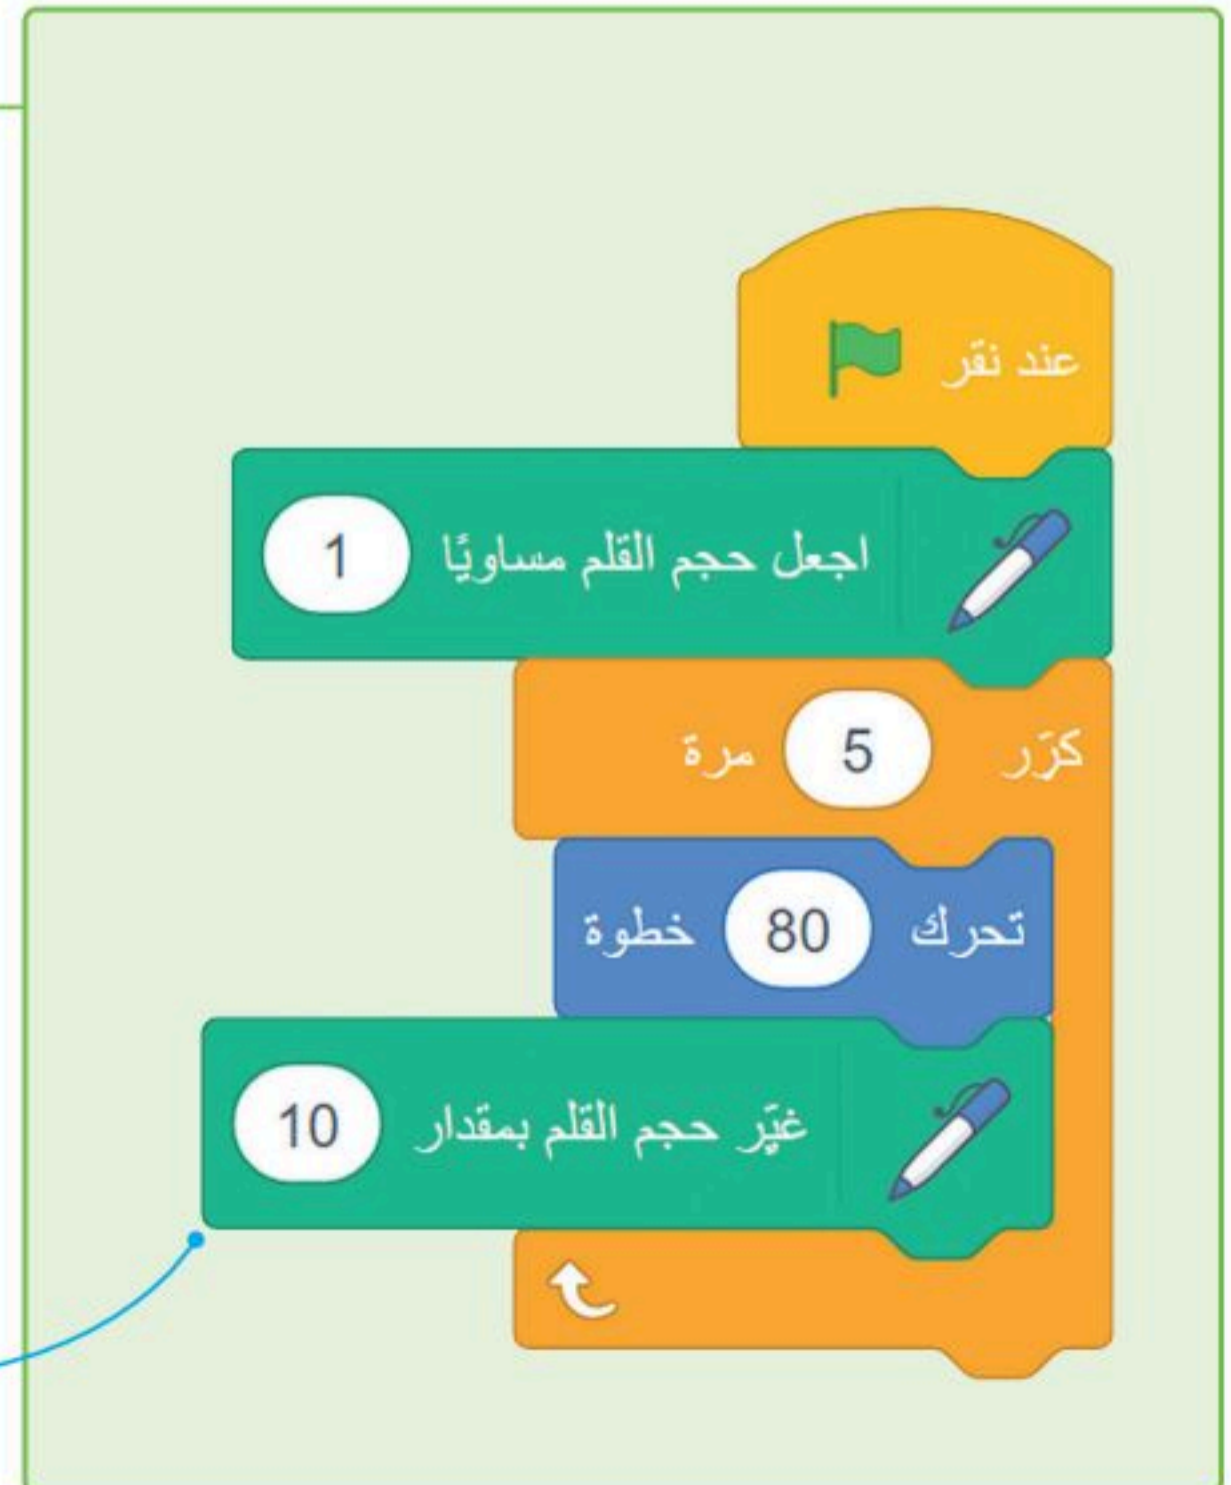 عند نقر
اجعل حجم القلم مساويًا 1
كرّر 5 مرة
تحرك 80 خطوة
غيّر حجم القلم بمقدار 10